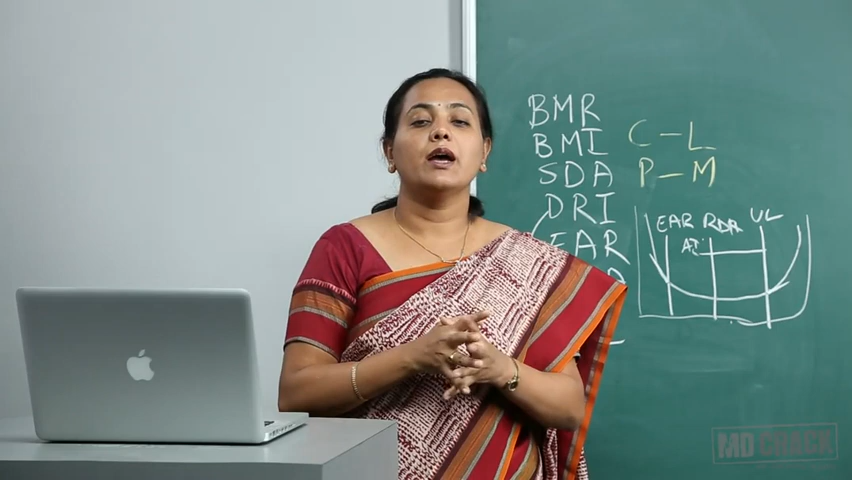 BMR
BMI
SDA
DRI
EAR
C - L
P - M
EAR RDA UL
AI
MD CRACK